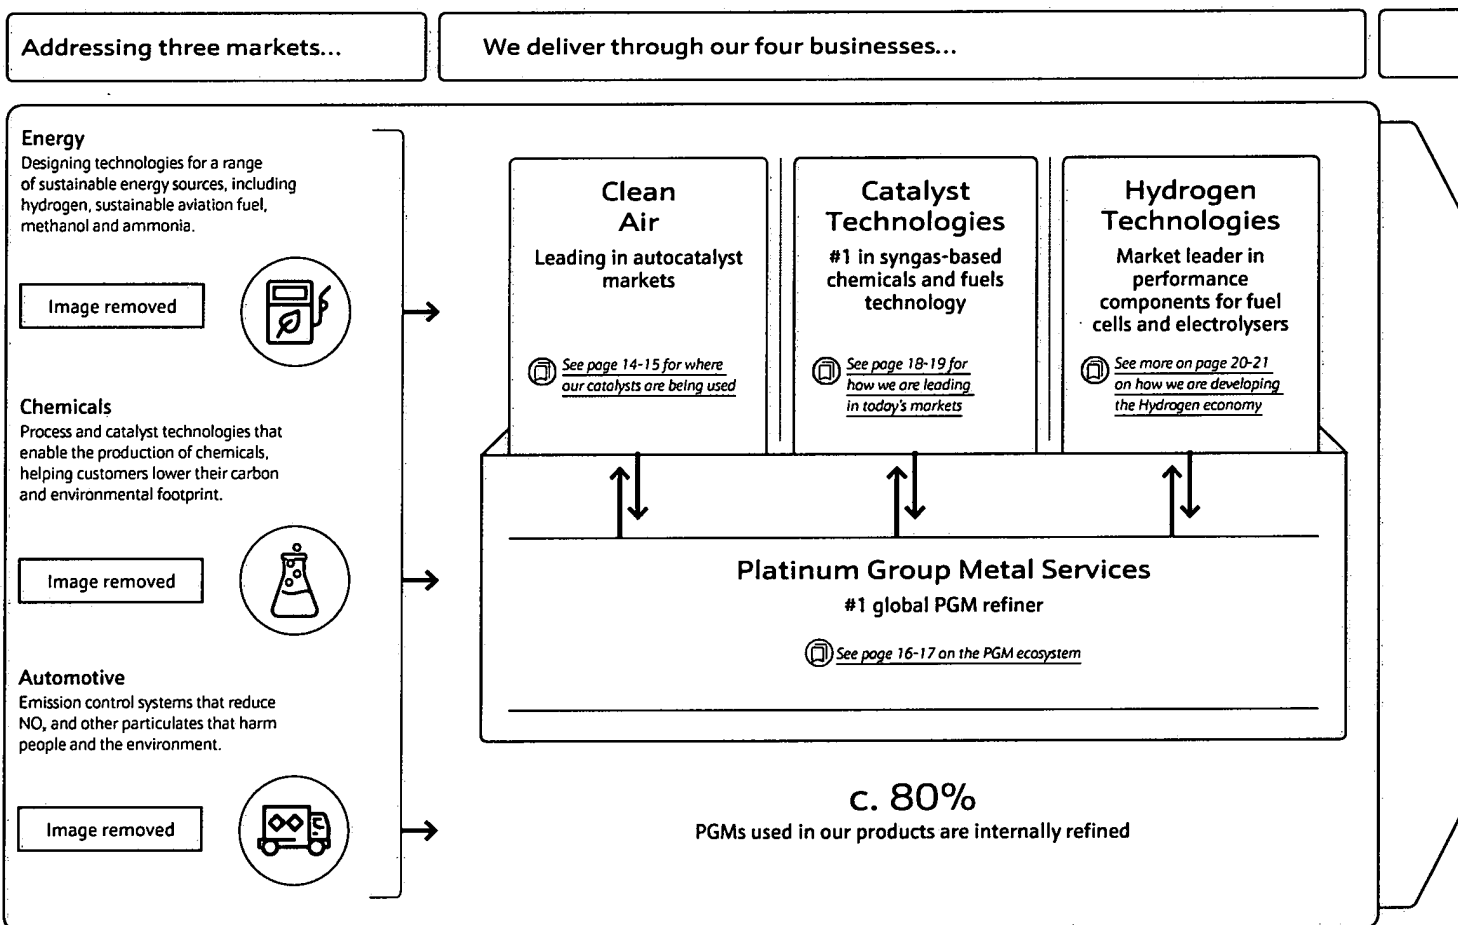 Addressing three markets...
We deliver through our four businesses...
Energy
Designing technologies for a range
of sustainable energy sources, including
hydrogen, sustainable aviation fuel,
methanol and ammonia.
Image removed
Chemicals
Process and catalyst technologies that
enable the production of chemicals,
helping customers lower their carbon
and environmental footprint.
Image removed
Automotive
Emission control systems that reduce
NOₓ and other particulates that harm
people and the environment.
Image removed
Clean
Air
Leading in autocatalyst
markets
See page 14-15 for where
our catalysts are being used
Catalyst
Technologies
#1 in syngas-based
chemicals and fuels
technology
See page 18-19 for
how we are leading
in today's markets
Hydrogen
Technologies
Market leader in
performance
components for fuel
cells and electrolysers
See more on page 20-21
on how we are developing
the Hydrogen economy
Platinum Group Metal Services
#1 global PGM refiner
See page 16-17 on the PGM ecosystem
c. 80%
PGMs used in our products are internally refined